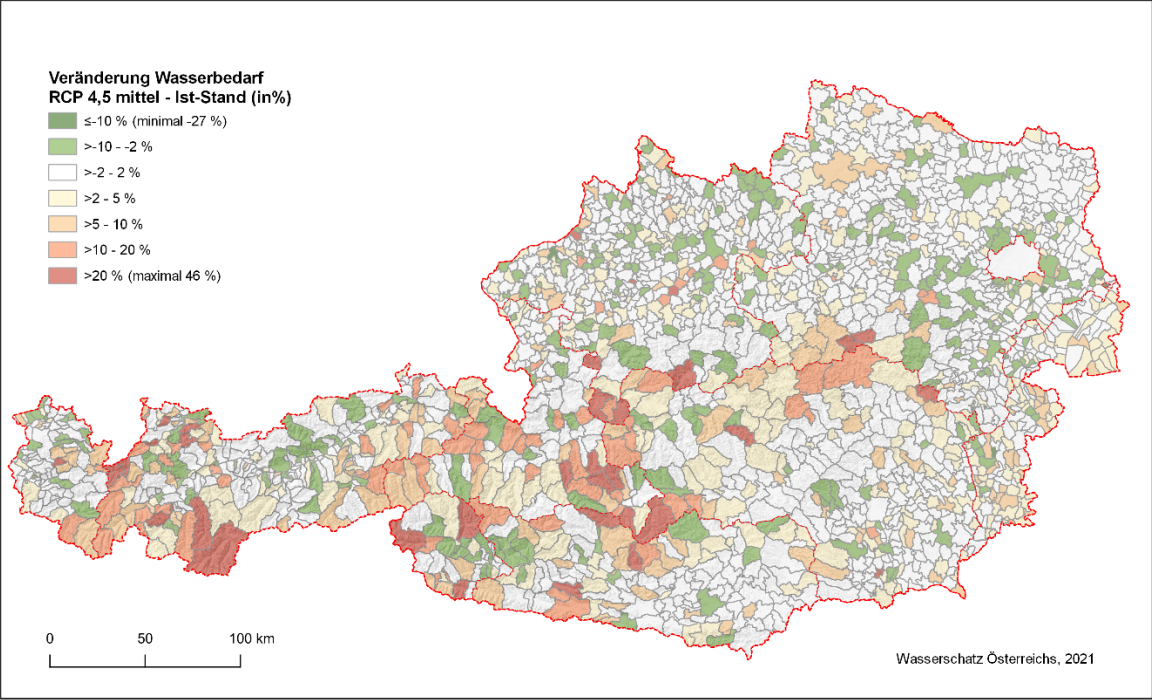 Veränderung Wasserbedarf
RCP 4,5 mittel - Ist-Stand (in%)
≤-10 % (minimal -27 %)
>-10 - -2 %
>-2 - 2 %
>2 - 5 %
>5 - 10 %
>10 - 20 %
>20 % (maximal 46 %)
0 50 100 km
Wasserschatz Österreichs, 2021